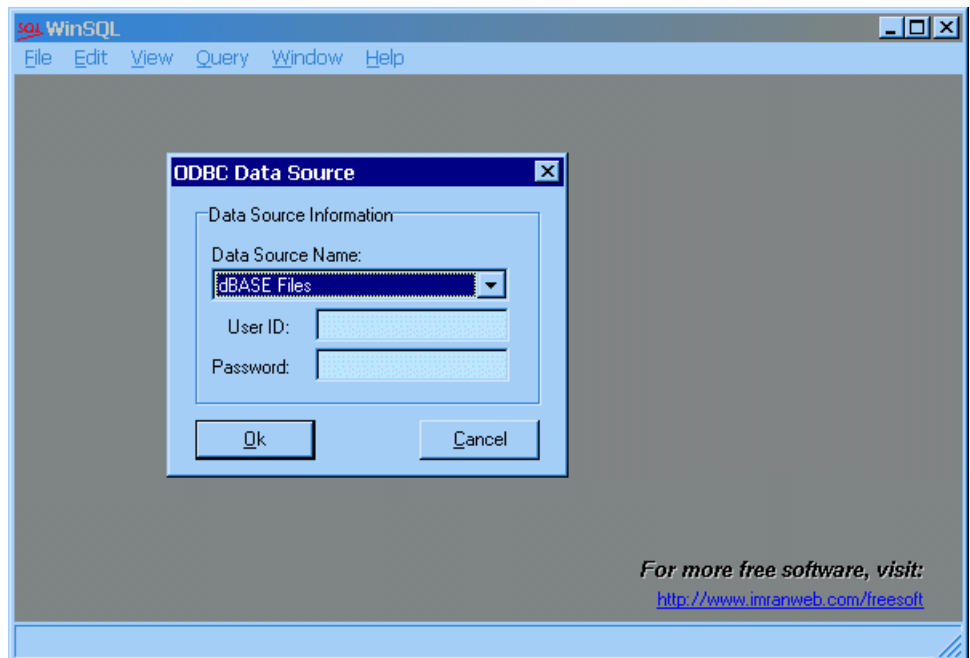 SQL WinSQL
File Edit View Query Window Help
ODBC Data Source
Data Source Information
Data Source Name:
dBASE Files
User ID:
Password:
Ok Cancel
For more free software, visit:
http://www.imranweb.com/freesoft